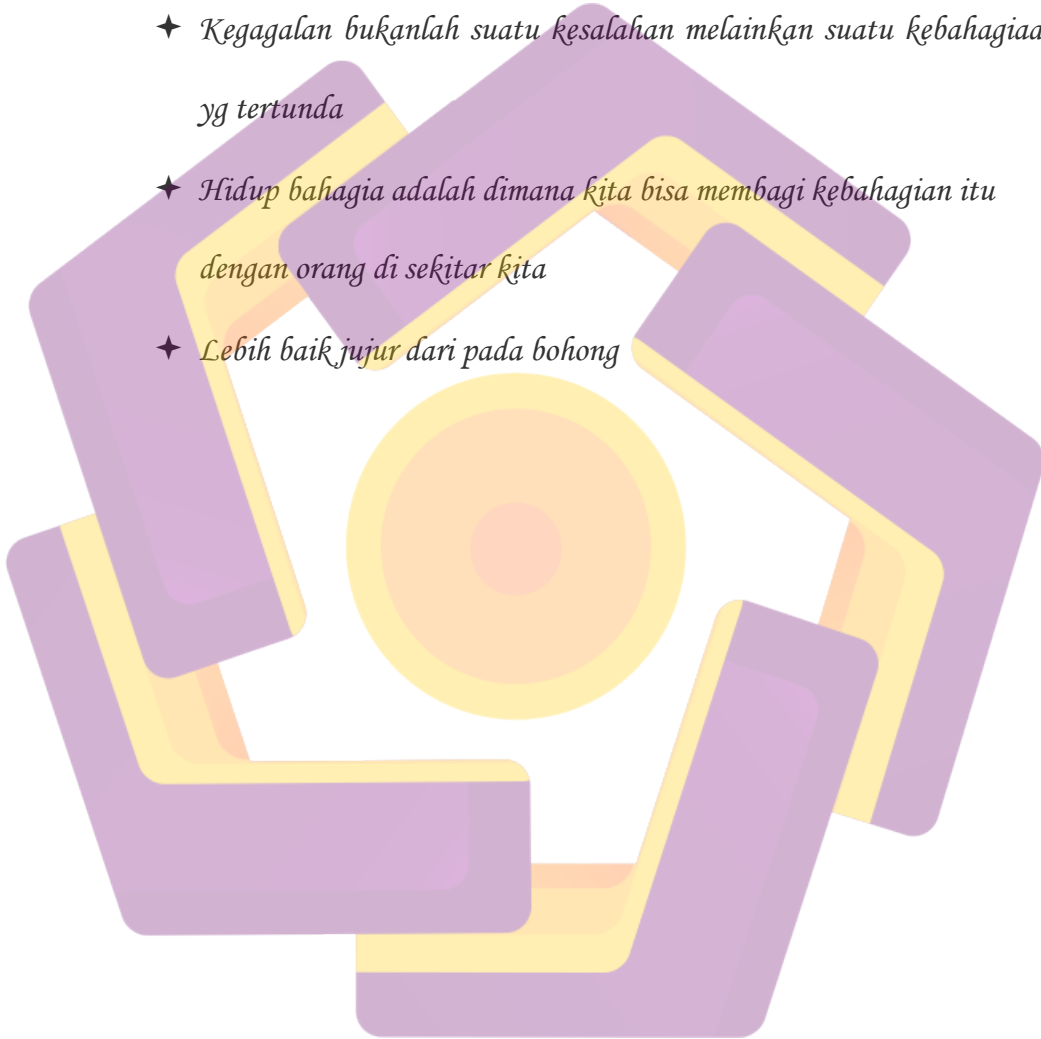 ✦ Kegagalan bukanlah suatu kesalahan melainkan suatu kebahagiaa
yg tertunda
✦ Hidup bahagia adalah dimana kita bisa membagi kebahagian itu
dengan orang di sekitar kita
✦ Lebih baik jujur dari pada bohong